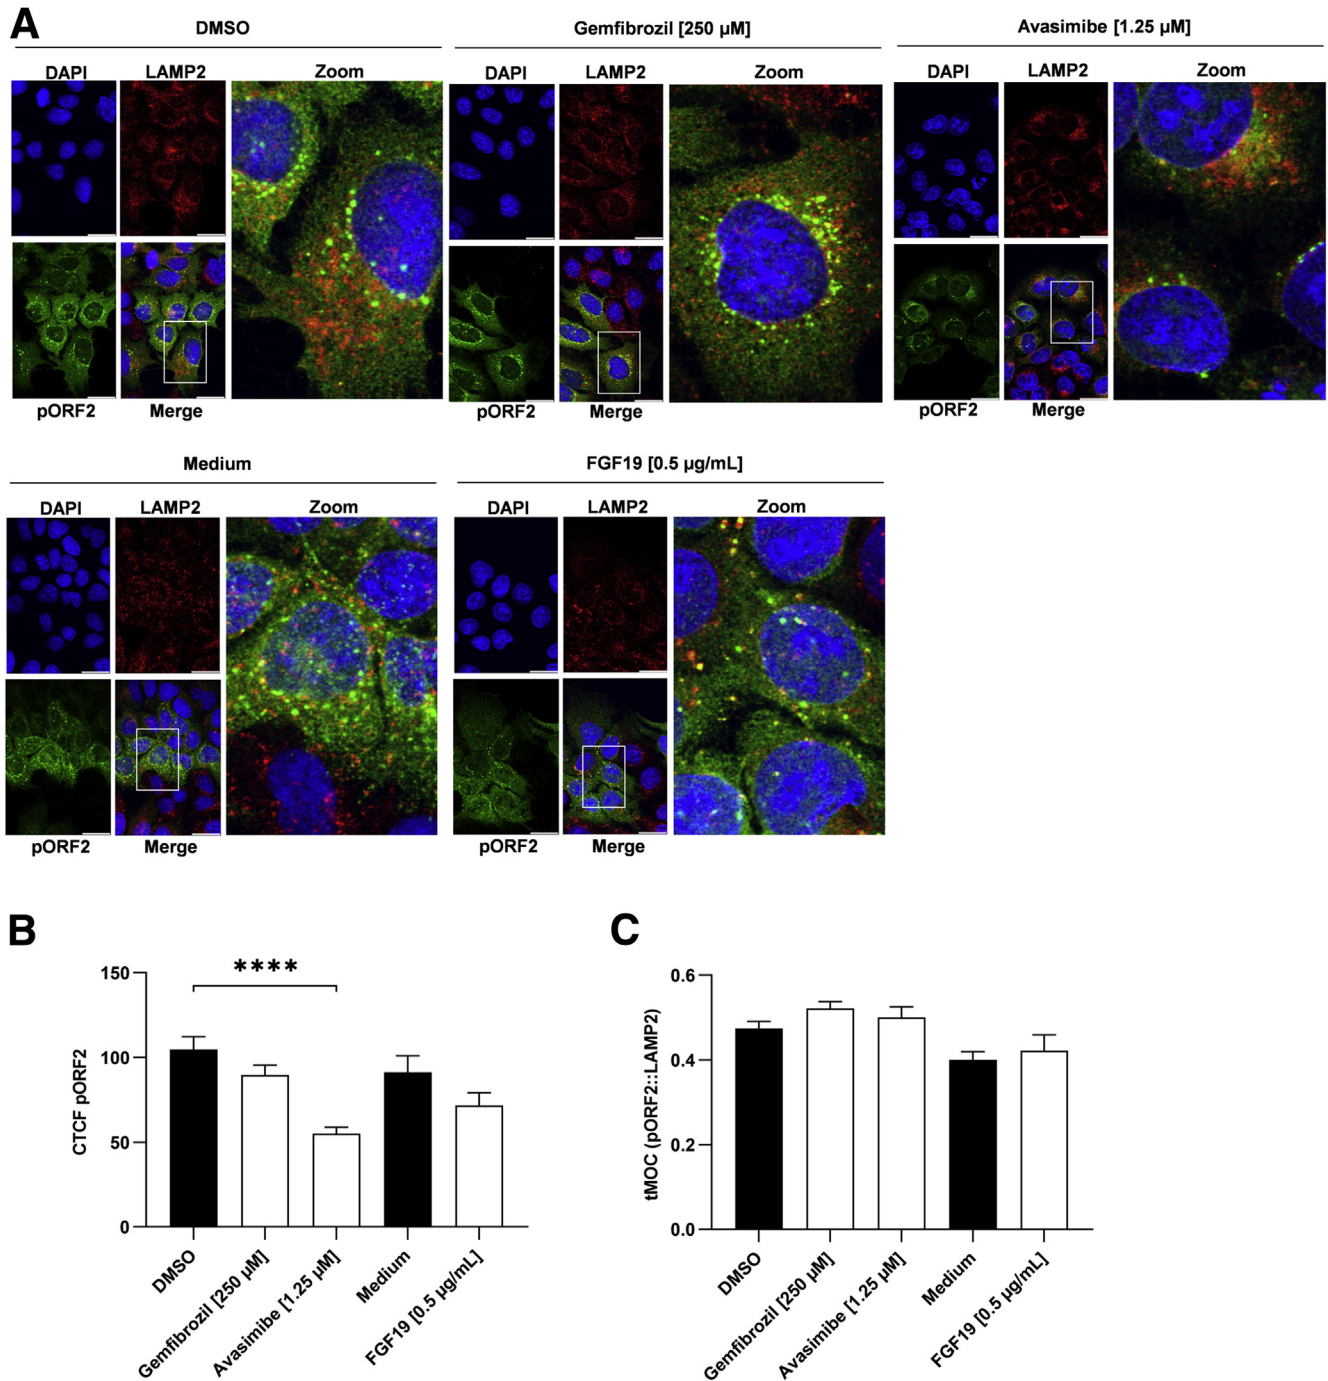 A
DMSO
Gemfibrozil [250 µM]
Avasimibe [1.25 µM]
DAPI
LAMP2
Zoom
DAPI
LAMP2
Zoom
DAPI
LAMP2
Zoom
pORF2
Merge
pORF2
Merge
pORF2
Merge
Medium
FGF19 [0.5 µg/mL]
DAPI
LAMP2
Zoom
DAPI
LAMP2
Zoom
pORF2
Merge
pORF2
Merge
B
CTCF pORF2
150
100
50
0
****
DMSO
Gemfibrozil [250 µM]
Avasimibe [1.25 µM]
Medium
FGF19 [0.5 µg/mL]
C
tMOC (pORF2::LAMP2)
0.6
0.4
0.2
0.0
DMSO
Gemfibrozil [250 µM]
Avasimibe [1.25 µM]
Medium
FGF19 [0.5 µg/mL]